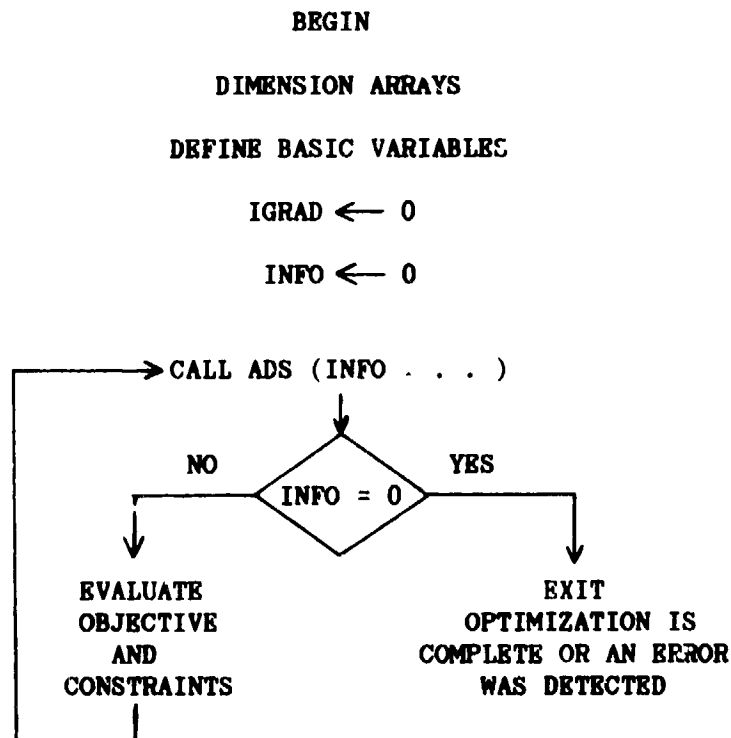 BEGIN
DIMENSION ARRAYS
DEFINE BASIC VARIABLES
IGRAD ← 0
INFO ← 0
CALL ADS (INFO . . . )
NO
YES
INFO = 0
EVALUATE
OBJECTIVE
AND
CONSTRAINTS
EXIT
OPTIMIZATION IS
COMPLETE OR AN ERROR
WAS DETECTED